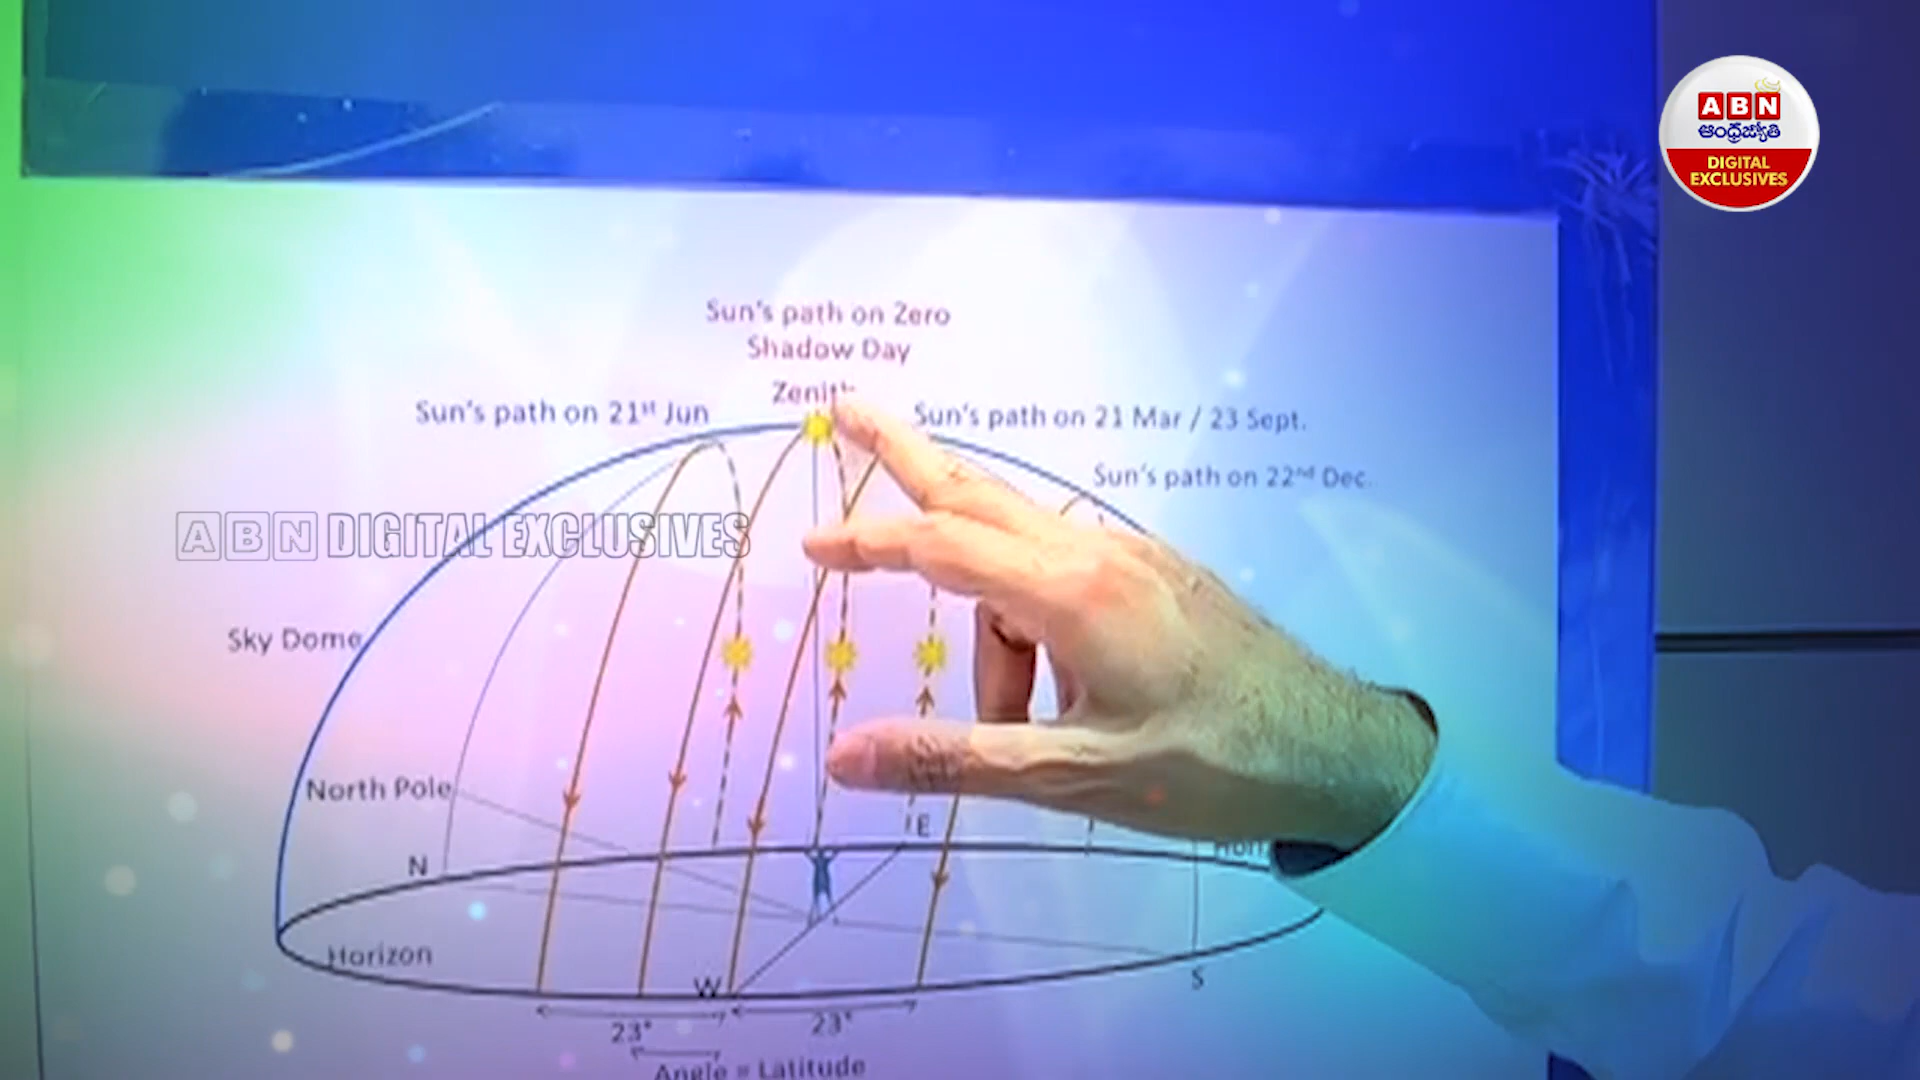 ABN
ఆంధ్రజ్యోతి
DIGITAL
EXCLUSIVES
Sun's path on Zero
Shadow Day
Zenith
Sun's path on 21st Jun
Sun's path on 21 Mar / 23 Sept.
Sun's path on 22nd Dec.
ABN DIGITAL EXCLUSIVES
Sky Dome
North Pole
E
N
Horizon
W
S
23°
23°
Angle = Latitude